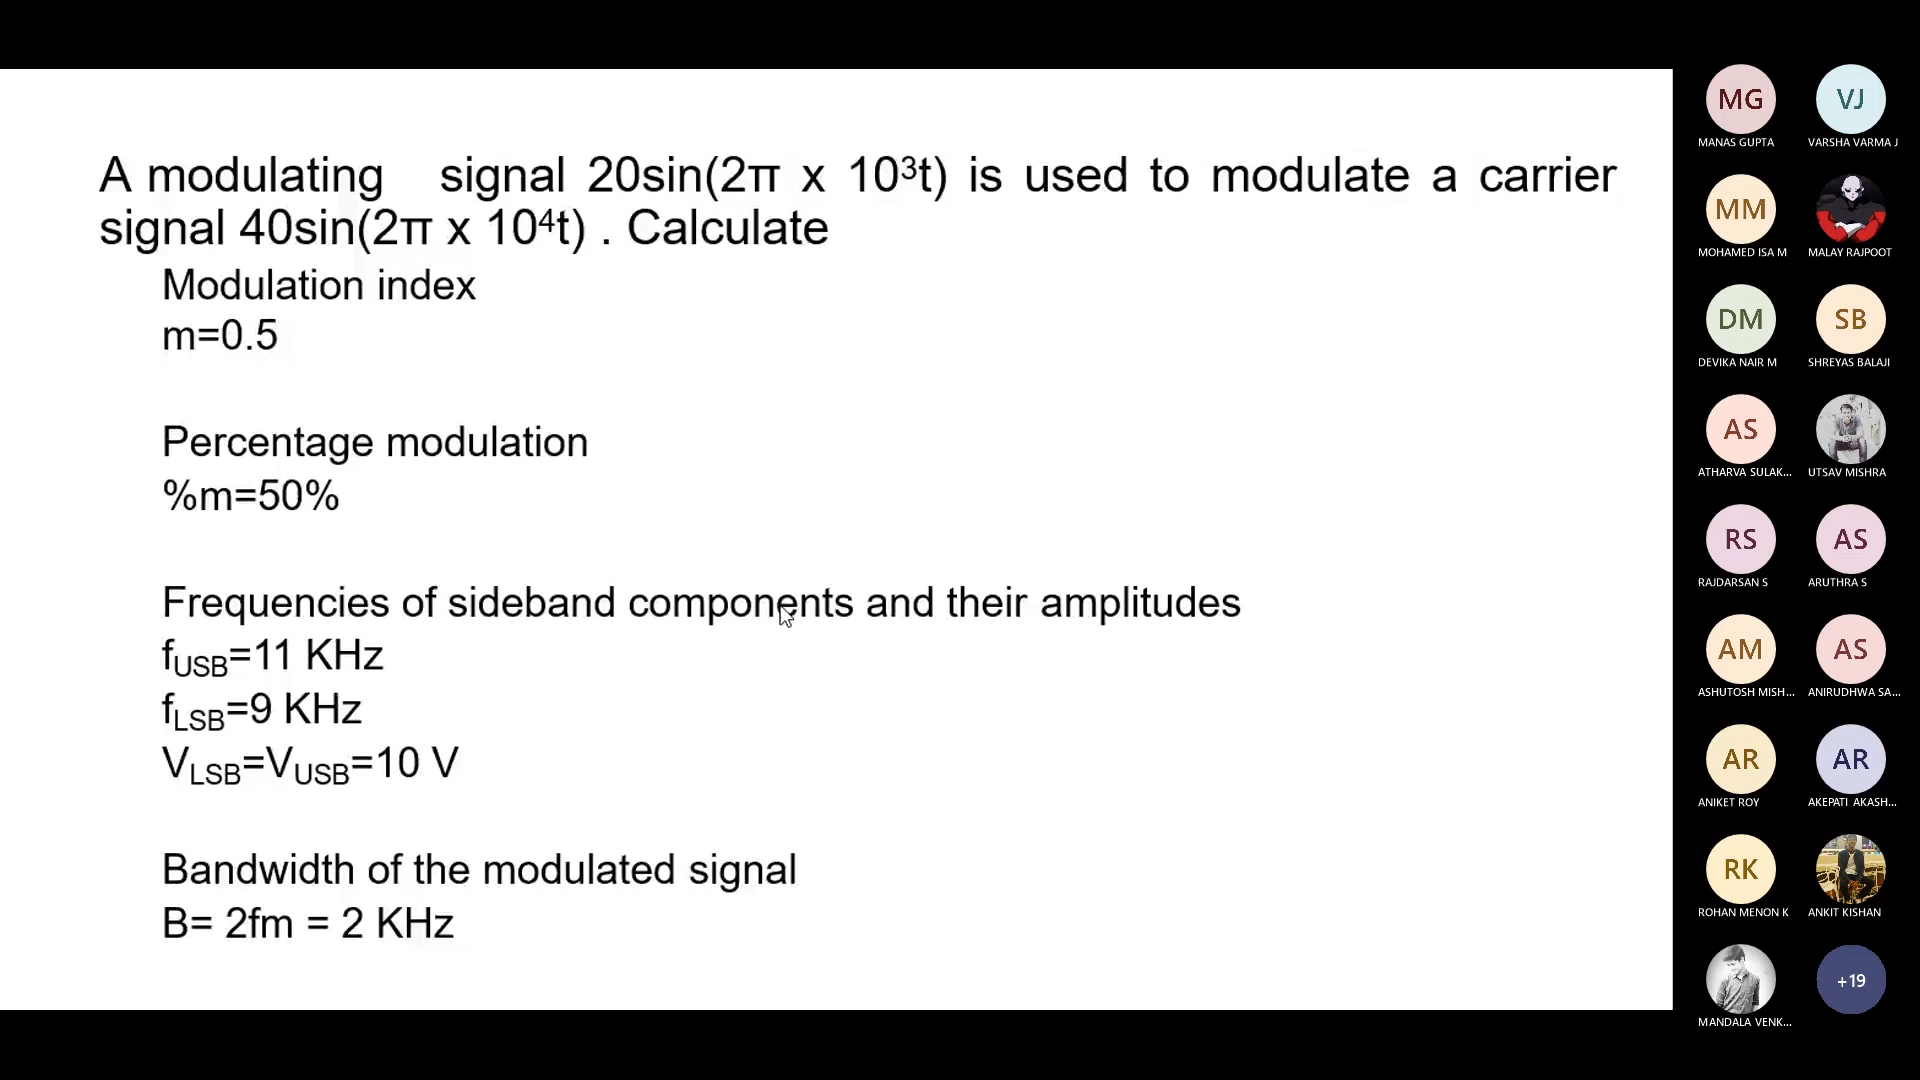 A modulating signal 20sin(2π x 10³t) is used to modulate a carrier
signal 40sin(2π x 10⁴t) . Calculate
Modulation index
m=0.5
Percentage modulation
%m=50%
Frequencies of sideband components and their amplitudes
fUSB=11 KHz
fLSB=9 KHz
VLSB=VUSB=10 V
Bandwidth of the modulated signal
B= 2fm = 2 KHz
MG
MANAS GUPTA
VJ
VARSHA VARMA J
MM
MOHAMED ISA M
MALAY RAJPOOT
DM
DEVIKA NAIR M
SB
SHREYAS BALAJI
AS
ATHARVA SULAK...
UTSAV MISHRA
RS
RAJDARSAN S
AS
ARUTHRA S
AM
ASHUTOSH MISH...
AS
ANIRUDHWA SA...
AR
ANIKET ROY
AR
AKEPATI AKASH...
RK
ROHAN MENON K
ANKIT KISHAN
MANDALA VENK...
+19